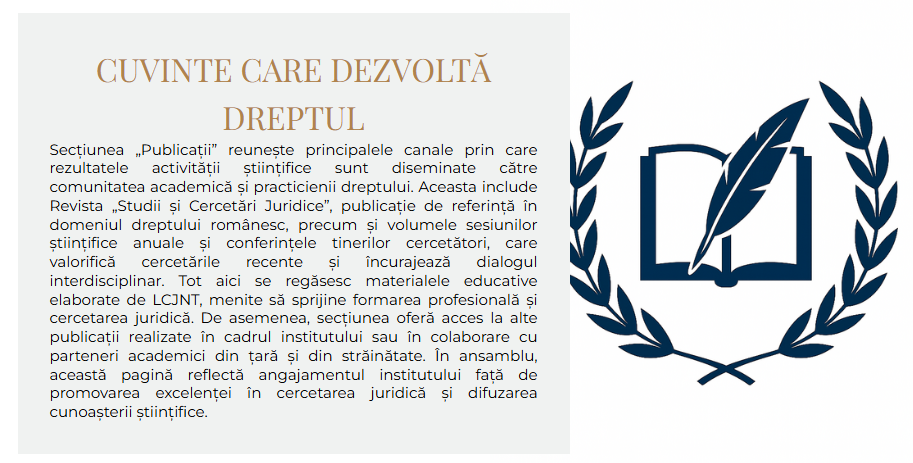 CUVINTE CARE DEZVOLTĂ
DREPTUL
Secțiunea „Publicații” reunește principalele canale prin care
rezultatele activității științifice sunt diseminate către
comunitatea academică și practicienii dreptului. Aceasta include
Revista „Studii și Cercetări Juridice”, publicație de referință în
domeniul dreptului românesc, precum și volumele sesiunilor
științifice anuale și conferințele tinerilor cercetători, care
valorifică cercetările recente și încurajează dialogul
interdisciplinar. Tot aici se regăsesc materialele educative
elaborate de LCJNT, menite să sprijine formarea profesională și
cercetarea juridică. De asemenea, secțiunea oferă acces la alte
publicații realizate în cadrul institutului sau în colaborare cu
parteneri academici din țară și din străinătate. În ansamblu,
această pagină reflectă angajamentul institutului față de
promovarea excelenței în cercetarea juridică și difuzarea
cunoașterii științifice.